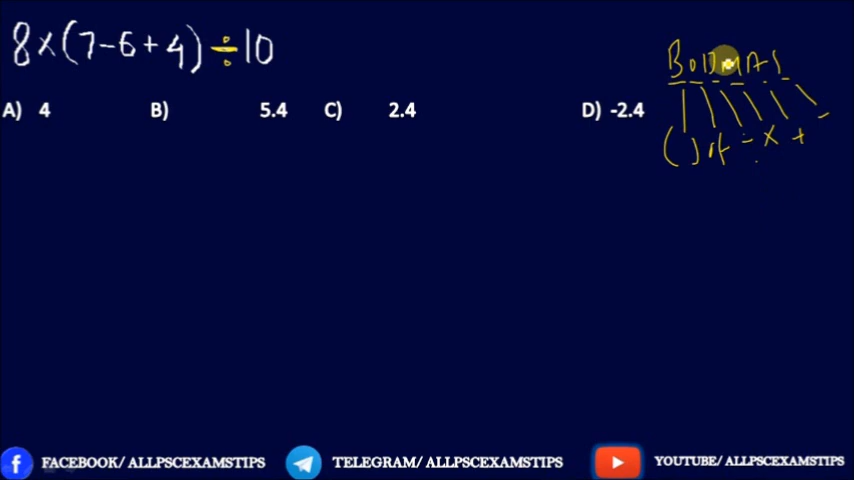 8×(7-6+4)÷10
BODMAS
( ) of ÷ × + -
A) 4 B) 5.4 C) 2.4 D) -2.4
FACEBOOK/ ALLPSCEXAMSTIPS TELEGRAM/ ALLPSCEXAMSTIPS YOUTUBE/ ALLPSCEXAMSTIPS